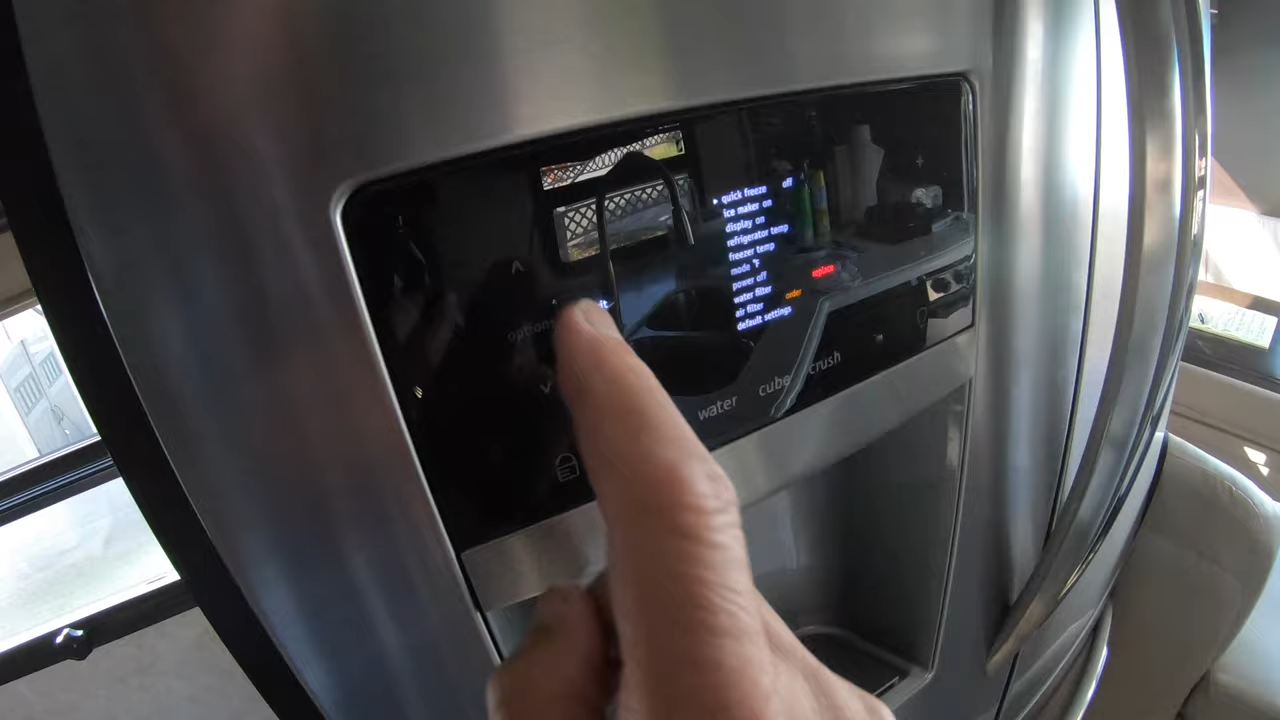 quick freeze off
ice maker on
display on
refrigerator temp
freezer temp
mode °F
power off replace
water filter order
air filter
default settings
options
water cube crush